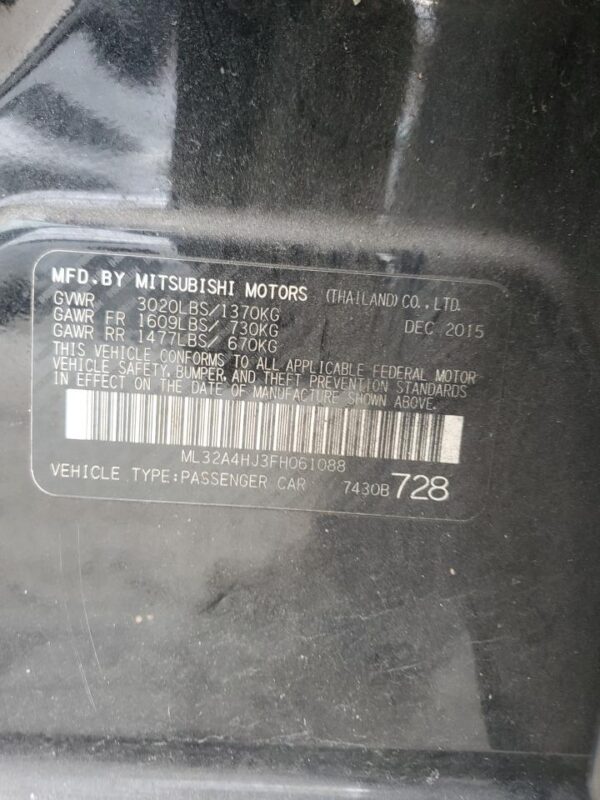 MFD. BY MITSUBISHI MOTORS (THAILAND) CO., LTD.
GVWR 3020LBS/1370KG DEC 2015
GAWR FR 1609LBS/ 730KG
GAWR RR 1477LBS/ 670KG
THIS VEHICLE CONFORMS TO ALL APPLICABLE FEDERAL MOTOR
VEHICLE SAFETY, BUMPER, AND THEFT PREVENTION STANDARDS
IN EFFECT ON THE DATE OF MANUFACTURE SHOWN ABOVE.
ML32A4HJ3FH061088
VEHICLE TYPE:PASSENGER CAR 7430B 728